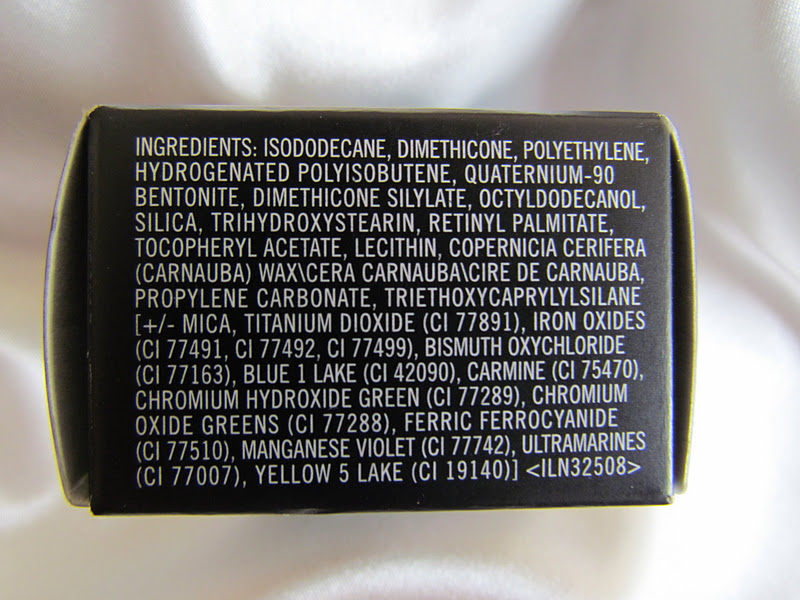 INGREDIENTS: ISODODECANE, DIMETHICONE, POLYETHYLENE,
HYDROGENATED POLYISOBUTENE, QUATERNIUM-90
BENTONITE, DIMETHICONE SILYLATE, OCTYLDODECANOL,
SILICA, TRIHYDROXYSTEARIN, RETINYL PALMITATE,
TOCOPHERYL ACETATE, LECITHIN, COPERNICIA CERIFERA
(CARNAUBA) WAX\CERA CARNAUBA\CIRE DE CARNAUBA,
PROPYLENE CARBONATE, TRIETHOXYCAPRYLYLSILANE
[+/- MICA, TITANIUM DIOXIDE (CI 77891), IRON OXIDES
(CI 77491, CI 77492, CI 77499), BISMUTH OXYCHLORIDE
(CI 77163), BLUE 1 LAKE (CI 42090), CARMINE (CI 75470),
CHROMIUM HYDROXIDE GREEN (CI 77289), CHROMIUM
OXIDE GREENS (CI 77288), FERRIC FERROCYANIDE
(CI 77510), MANGANESE VIOLET (CI 77742), ULTRAMARINES
(CI 77007), YELLOW 5 LAKE (CI 19140)] <ILN32508>